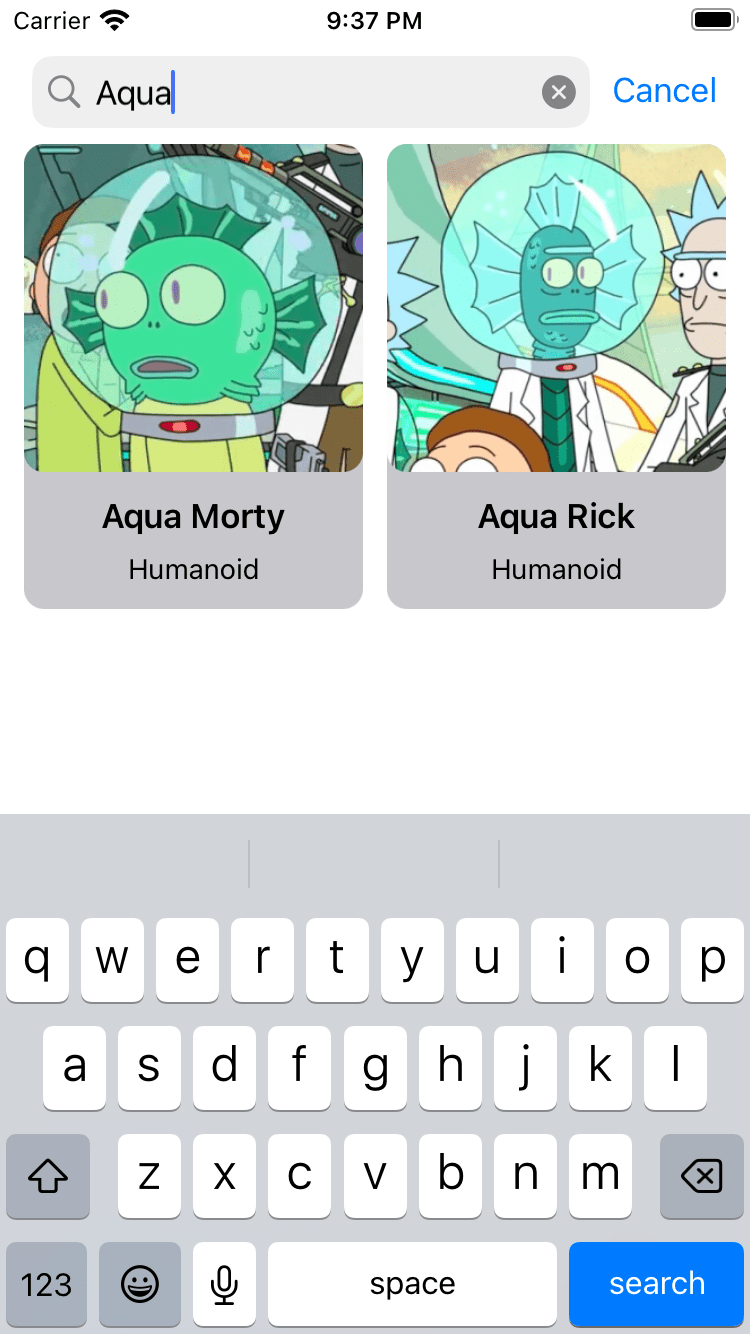 Carrier 9:37 PM
Aqua Cancel
Aqua Morty Aqua Rick
Humanoid Humanoid
q w e r t y u i o p
a s d f g h j k l
z x c v b n m
123 space search